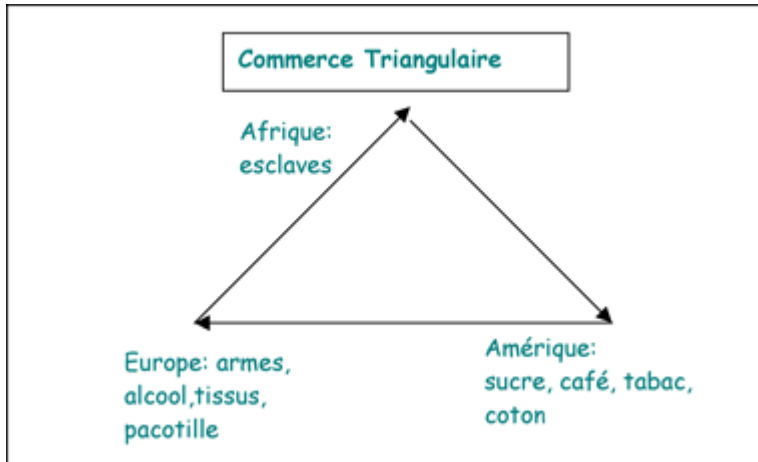 Commerce Triangulaire
Afrique:
esclaves
Europe: armes,
alcool,tissus,
pacotille
Amérique:
sucre, café, tabac,
coton